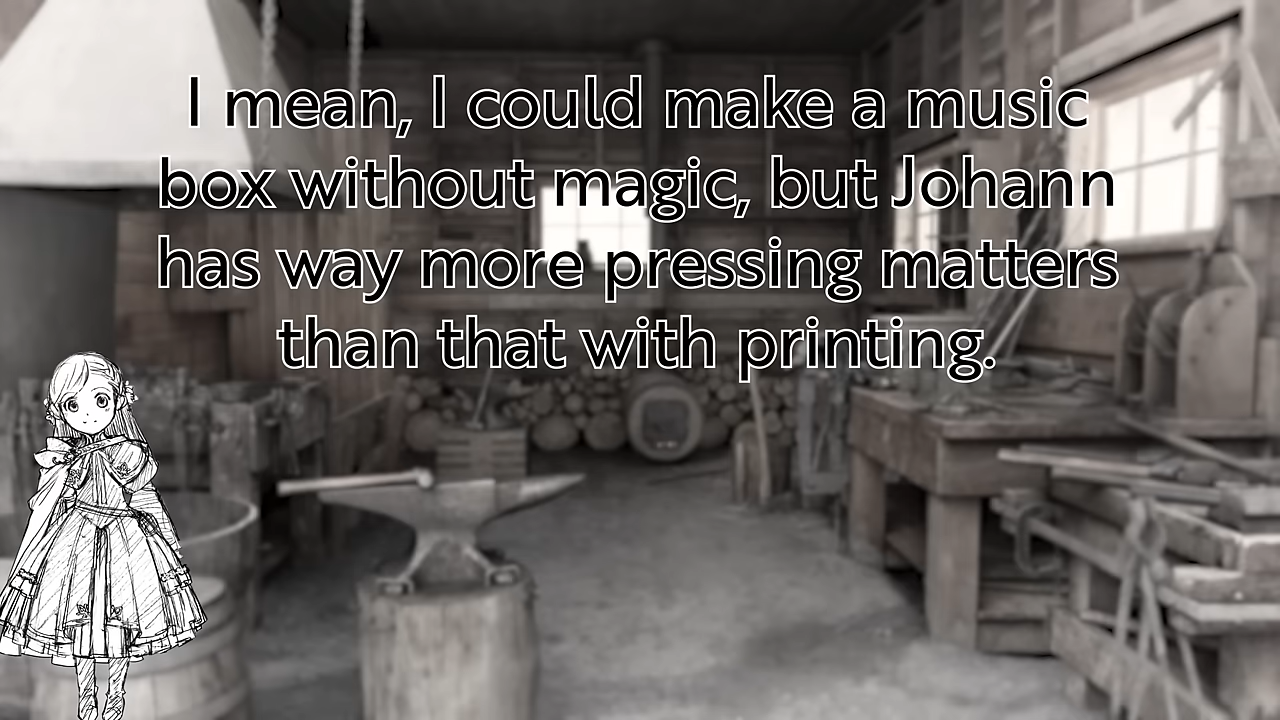 I mean, I could make a music
box without magic, but Johann
has way more pressing matters
than that with printing.